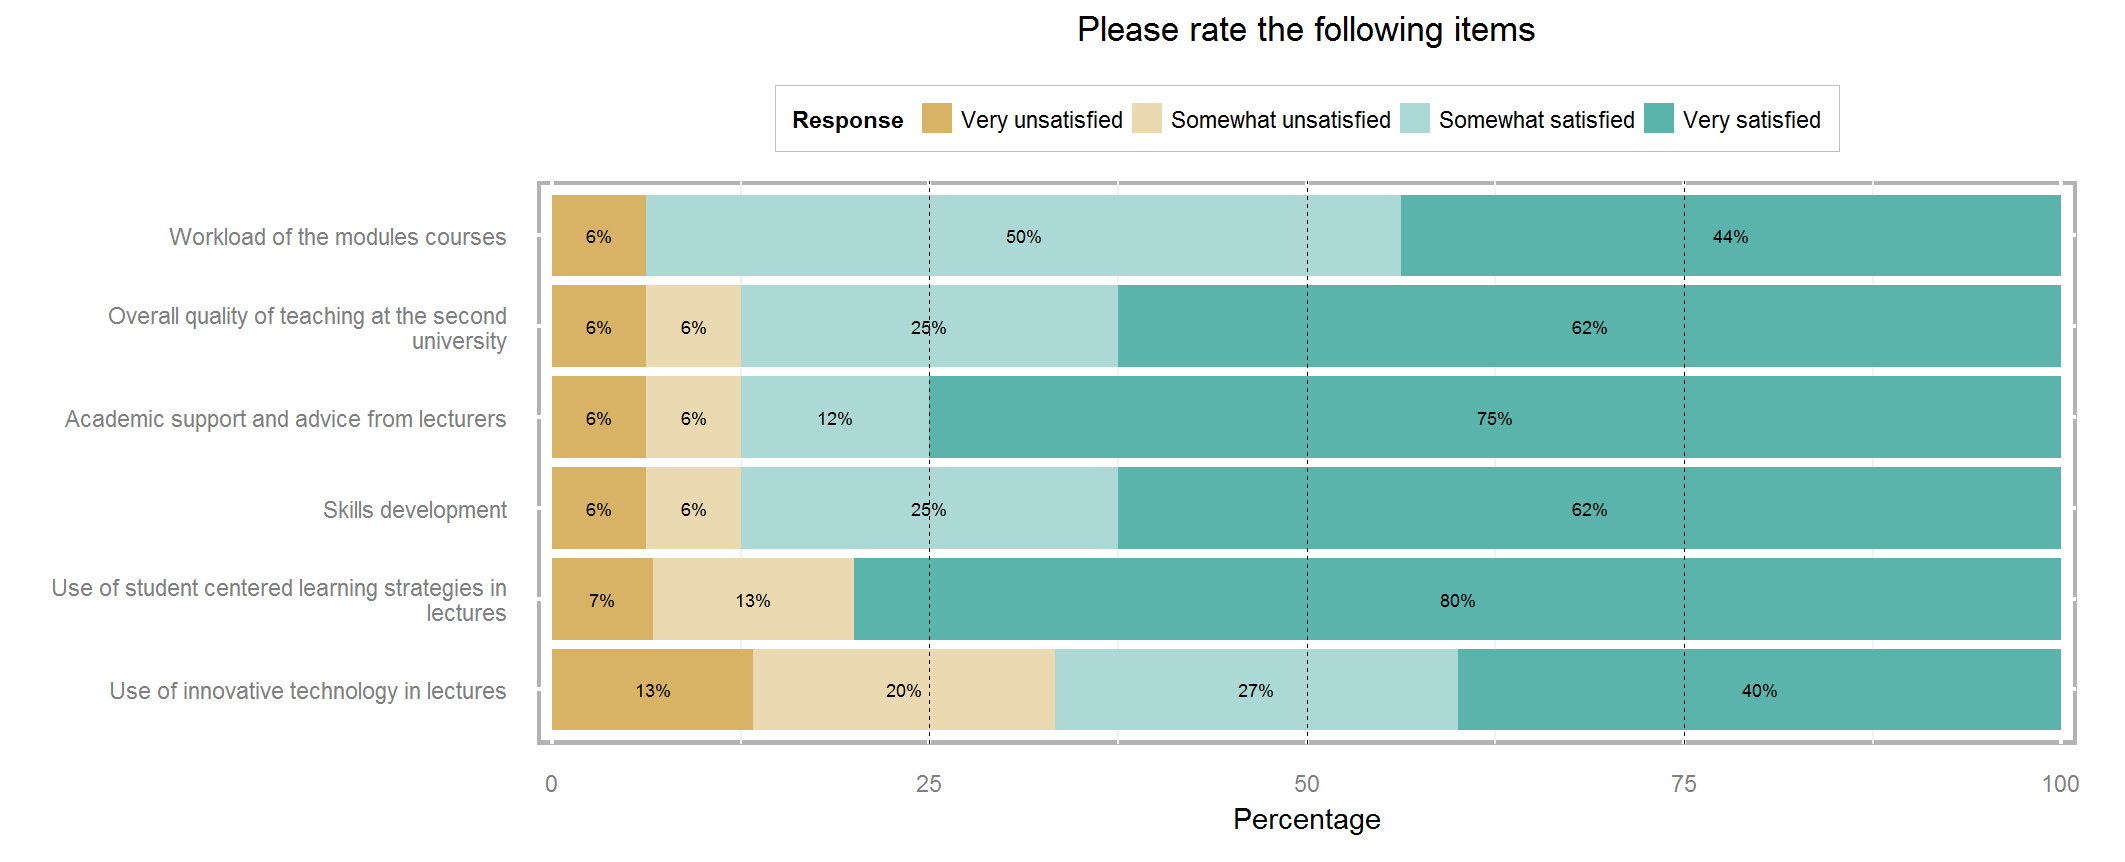 Please rate the following items
Response Very unsatisfied Somewhat unsatisfied Somewhat satisfied Very satisfied
Workload of the modules courses
6% 50% 44%
Overall quality of teaching at the second
university
6% 6% 25% 62%
Academic support and advice from lecturers
6% 6% 12% 75%
Skills development
6% 6% 25% 62%
Use of student centered learning strategies in
lectures
7% 13% 80%
Use of innovative technology in lectures
13% 20% 27% 40%
0 25 50 75 100
Percentage